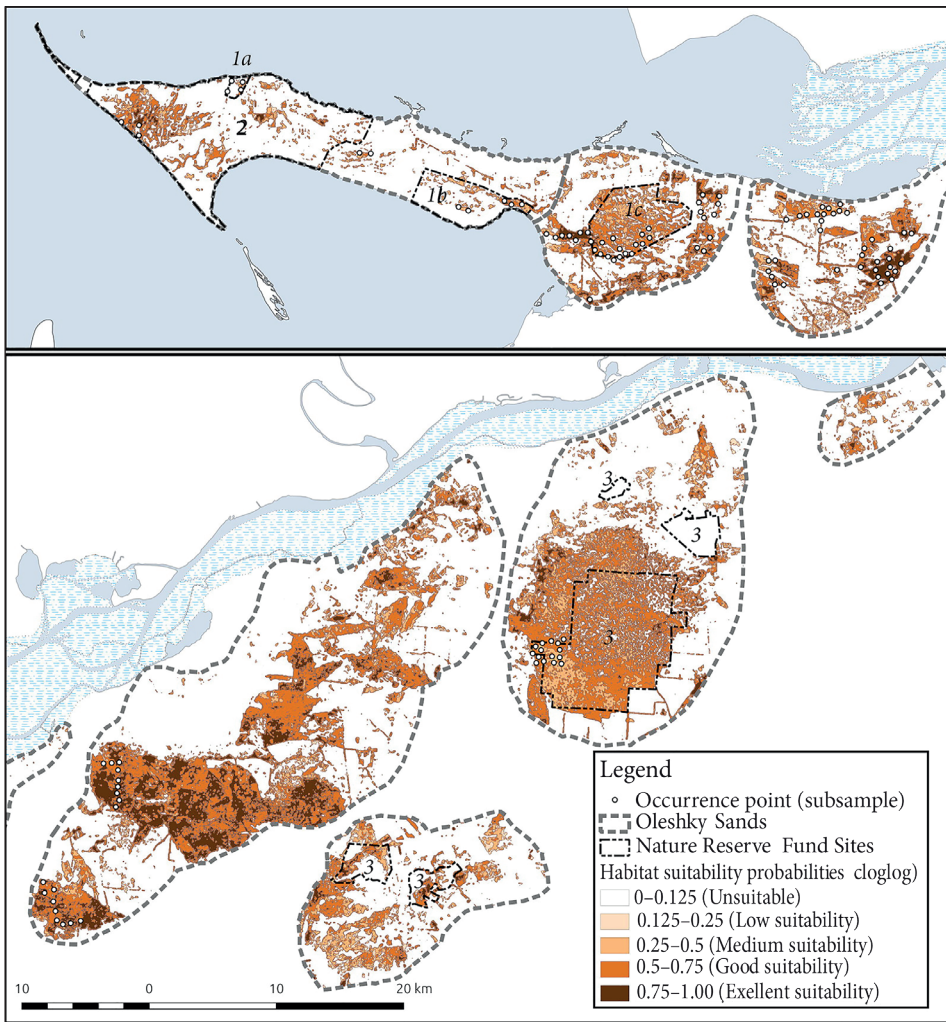 1a
2
1b
1c
3
3
3
3
3
Legend
Occurrence point (subsample)
Oleshky Sands
Nature Reserve Fund Sites
Habitat suitability probabilities cloglog)
0–0.125 (Unsuitable)
0.125–0.25 (Low suitability)
0.25–0.5 (Medium suitability)
0.5–0.75 (Good suitability)
0.75–1.00 (Exellent suitability)
10 0 10 20 km